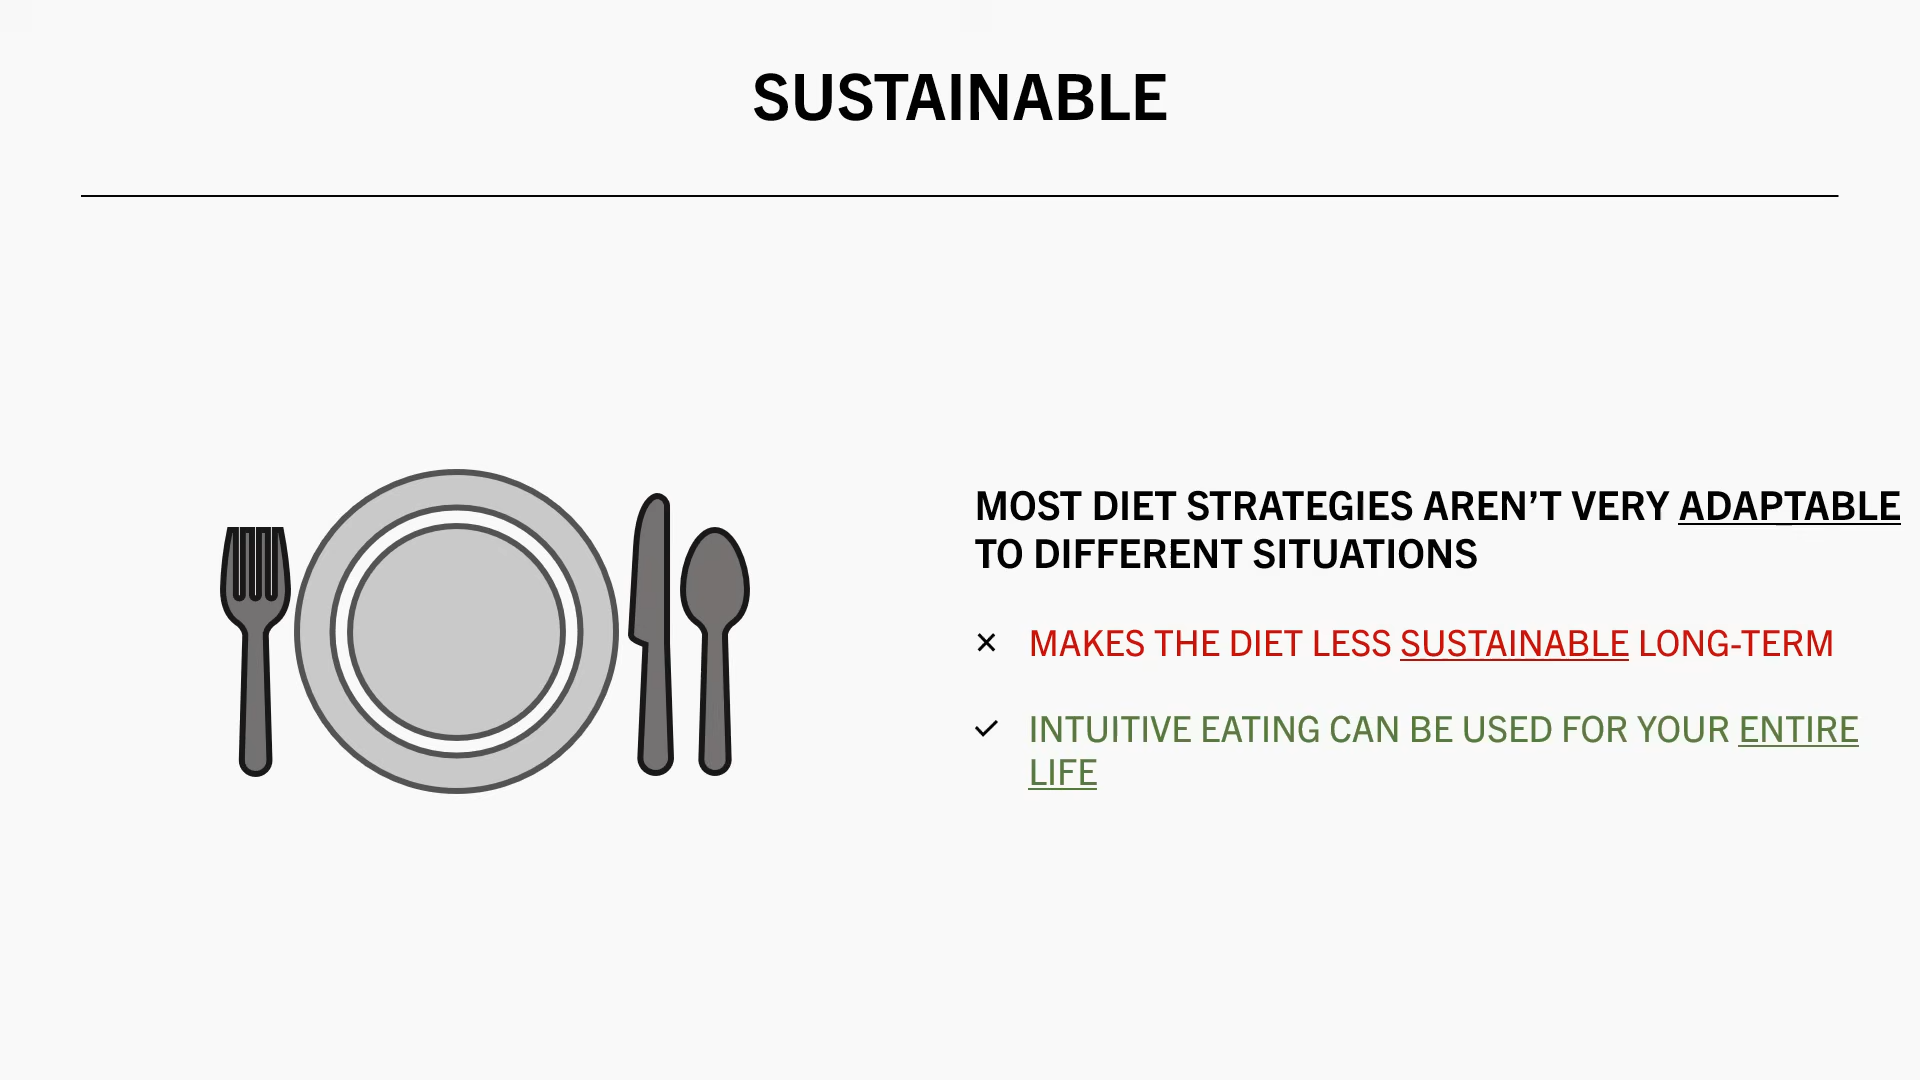 SUSTAINABLE
MOST DIET STRATEGIES AREN’T VERY ADAPTABLE
TO DIFFERENT SITUATIONS
× MAKES THE DIET LESS SUSTAINABLE LONG-TERM
✓ INTUITIVE EATING CAN BE USED FOR YOUR ENTIRE
LIFE